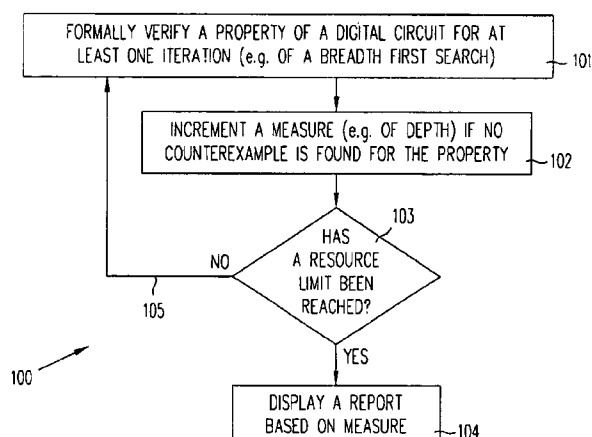 FORMALLY VERIFY A PROPERTY OF A DIGITAL CIRCUIT FOR AT
LEAST ONE ITERATION (e.g. OF A BREADTH FIRST SEARCH)
101
INCREMENT A MEASURE (e.g. OF DEPTH) IF NO
COUNTEREXAMPLE IS FOUND FOR THE PROPERTY
102
103
HAS
A RESOURCE
LIMIT BEEN
REACHED?
NO
105
YES
100
DISPLAY A REPORT
BASED ON MEASURE
104